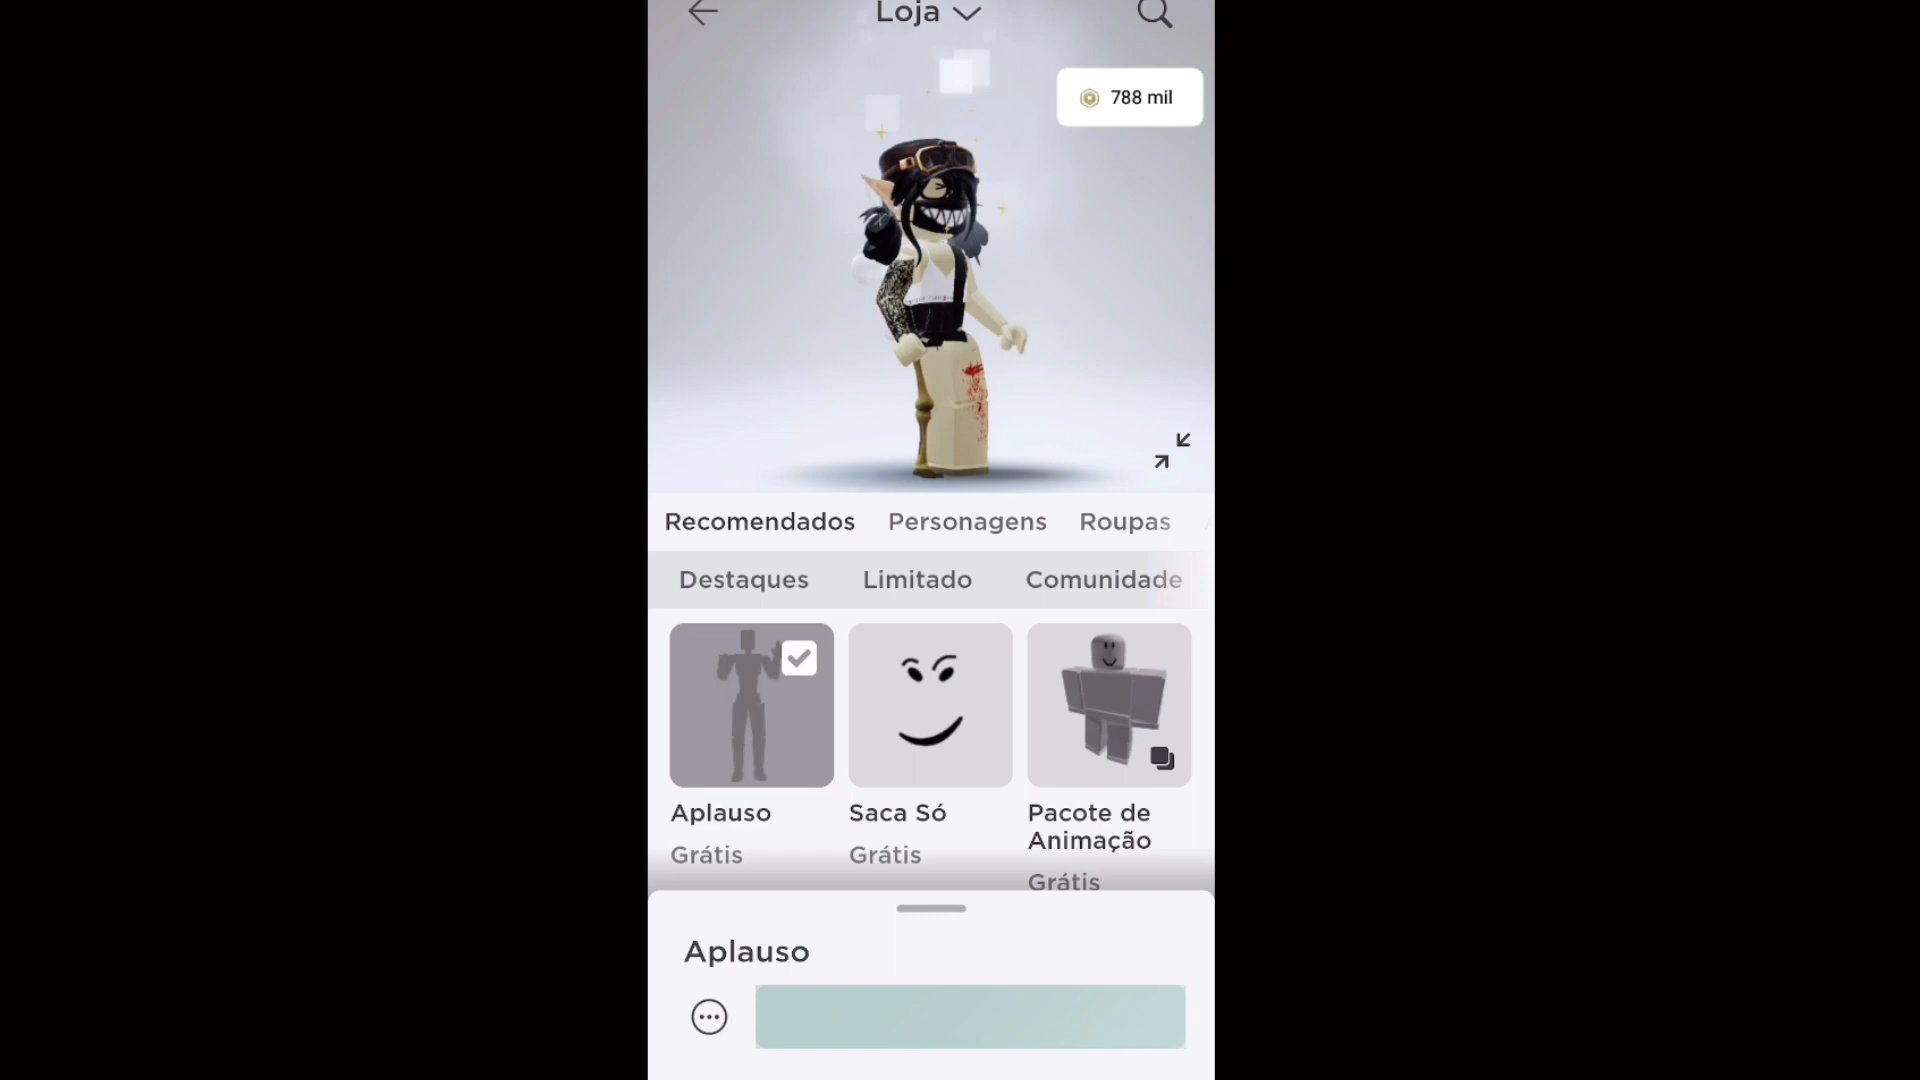 Loja
788 mil
Recomendados Personagens Roupas
Destaques Limitado Comunidade
Aplauso Saca Só Pacote de
Animação
Grátis Grátis
Grátis
Aplauso